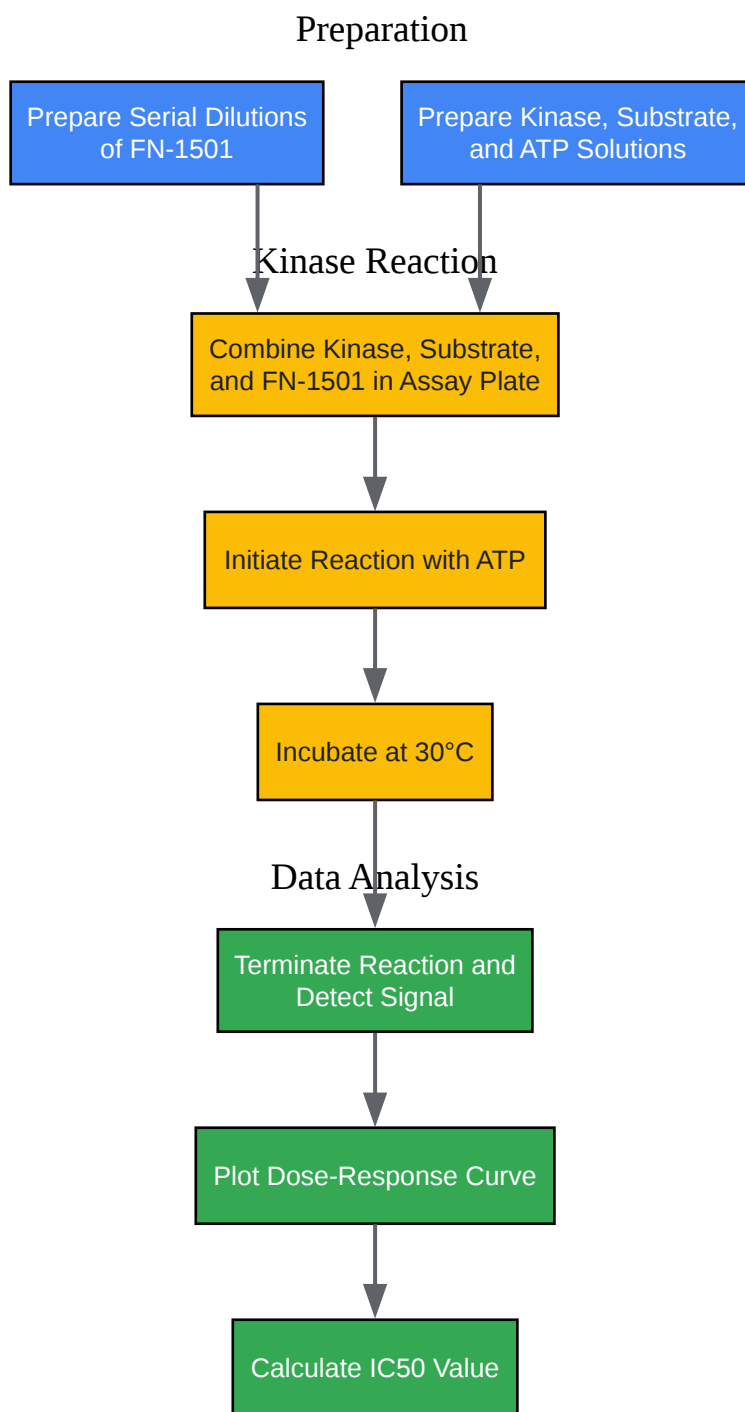 Preparation
Prepare Serial Dilutions
of FN-1501
Prepare Kinase, Substrate,
and ATP Solutions
Kinase Reaction
Combine Kinase, Substrate,
and FN-1501 in Assay Plate
Initiate Reaction with ATP
Incubate at 30°C
Data Analysis
Terminate Reaction and
Detect Signal
Plot Dose-Response Curve
Calculate IC50 Value